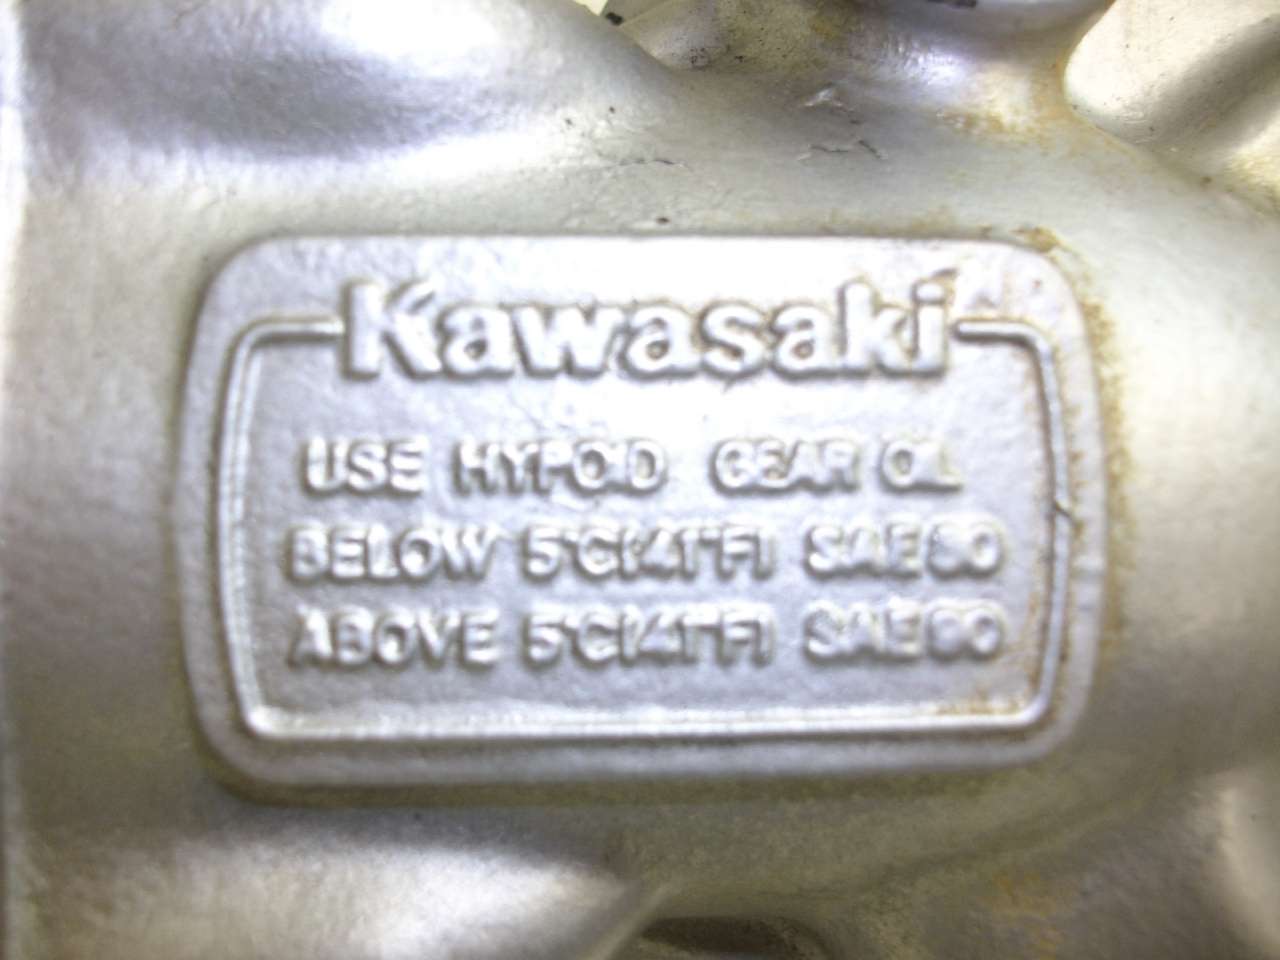 Kawasaki
USE HYPOID GEAR OIL
BELOW 5°C(41°F) SAE80
ABOVE 5°C(41°F) SAE90